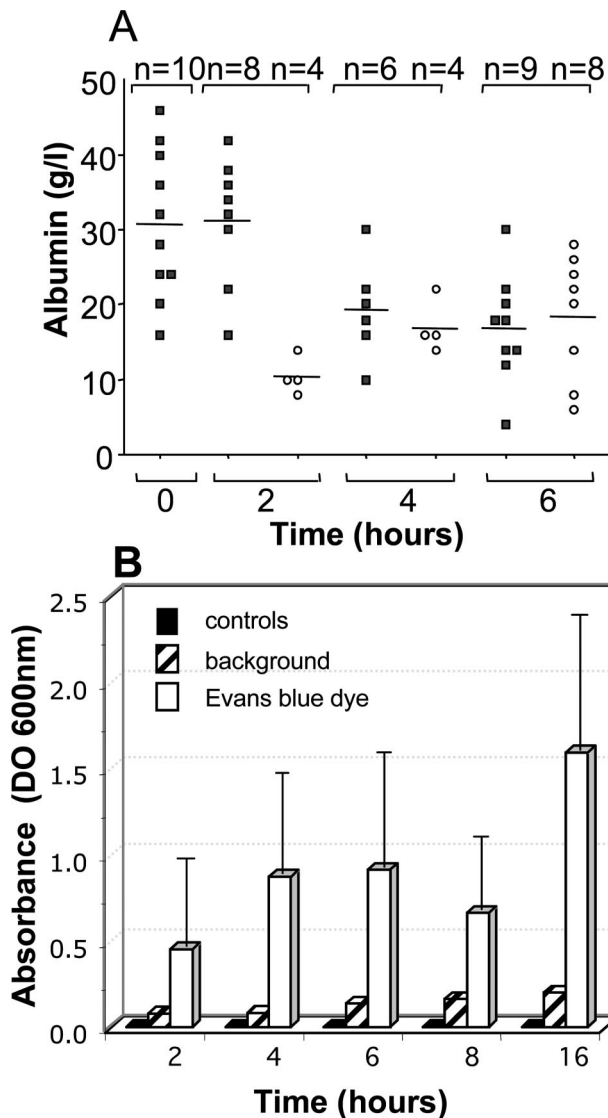 A
n=10 n=8 n=4 n=6 n=4 n=9 n=8
50
40
30
20
10
0
Albumin (g/l)
0 2 4 6
Time (hours)
B
2.5
2.0
1.5
1.0
0.5
0.0
Absorbance (DO 600nm)
controls
background
Evans blue dye
2 4 6 8 16
Time (hours)